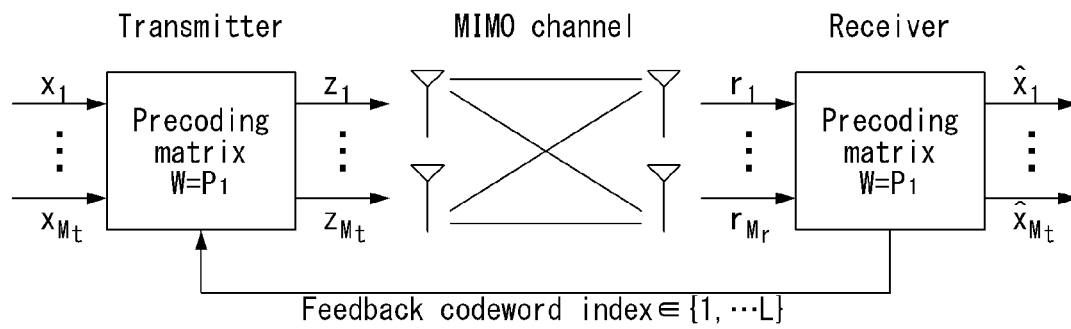 Transmitter
MIMO channel
Receiver
x1
⋮
xMt
Precoding
matrix
W=P1
z1
⋮
zMt
r1
⋮
rMr
Precoding
matrix
W=P1
x̂1
⋮
x̂Mt
Feedback codeword index∈{1,⋯L}